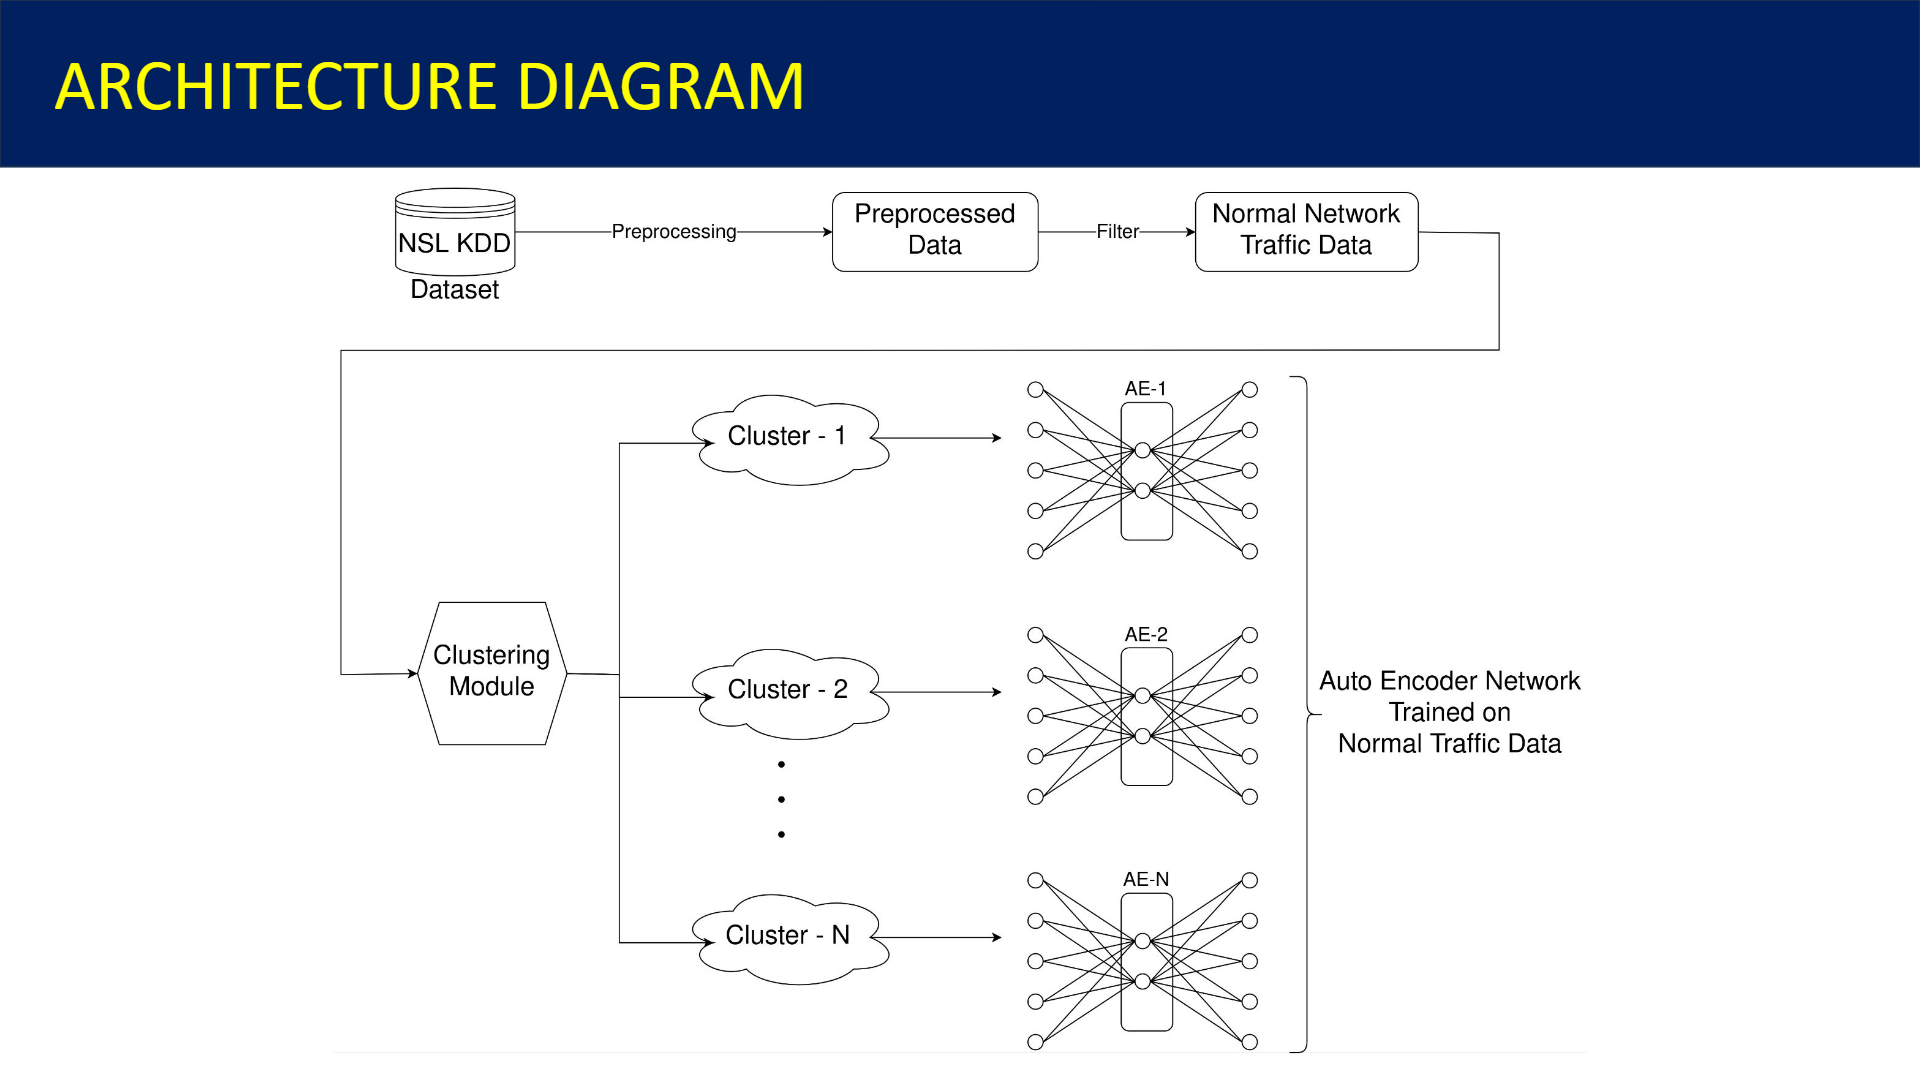 ARCHITECTURE DIAGRAM
NSL KDD
Dataset
Preprocessing
Preprocessed
Data
Filter
Normal Network
Traffic Data
Clustering
Module
Cluster - 1
AE-1
Cluster - 2
AE-2
Cluster - N
AE-N
Auto Encoder Network
Trained on
Normal Traffic Data